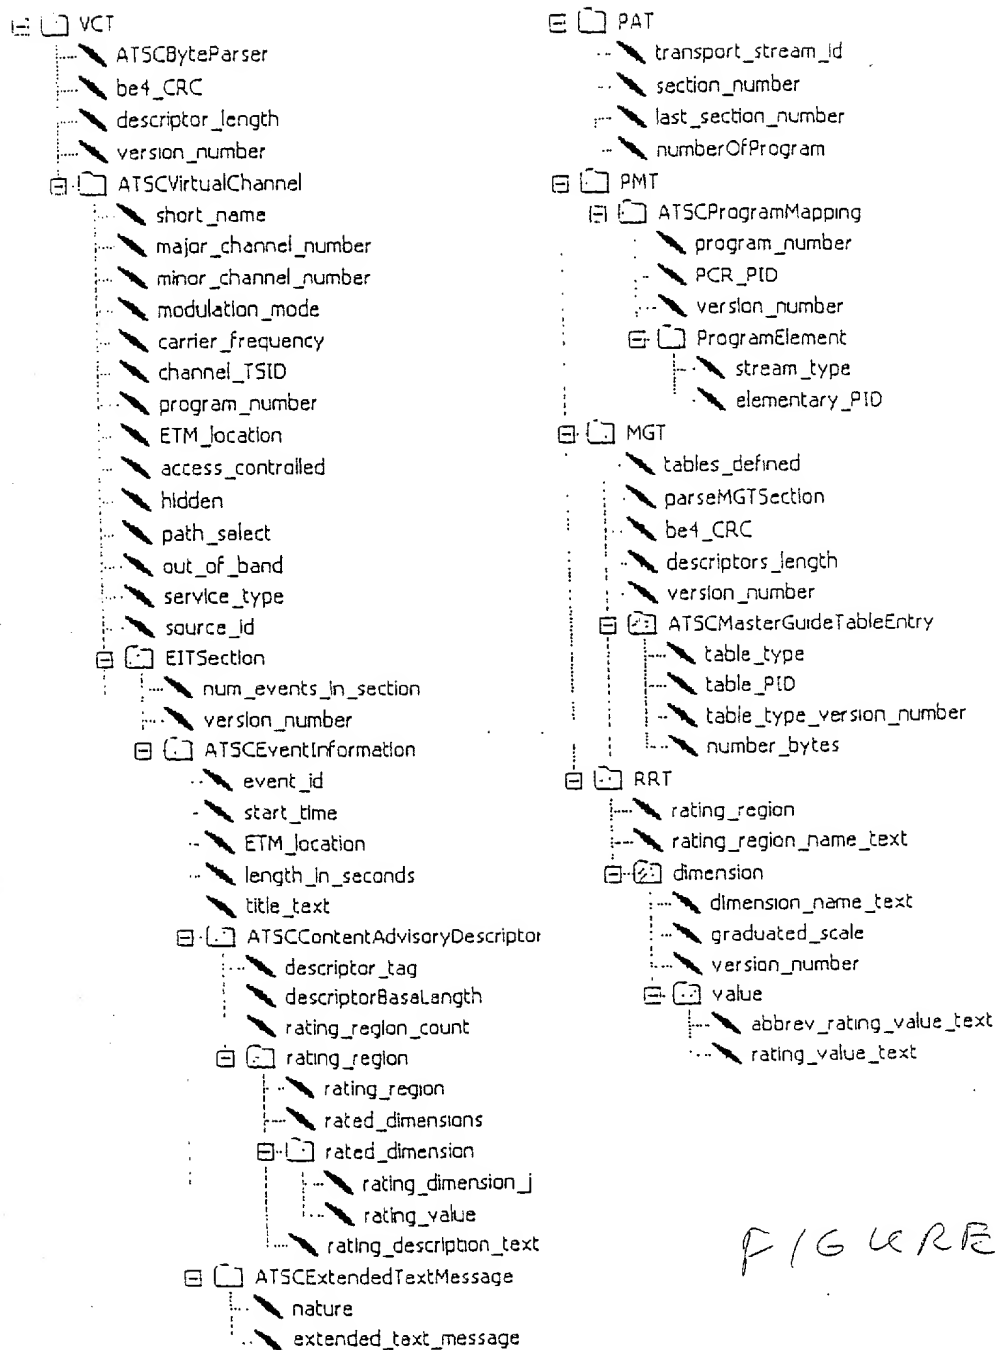 VCT
ATSCByteParser
be4_CRC
descriptor_length
version_number
ATSCVirtualChannel
short_name
major_channel_number
minor_channel_number
modulation_mode
carrier_frequency
channel_TSID
program_number
ETM_location
access_controlled
hidden
path_select
out_of_band
service_type
source_id
EITSection
num_events_in_section
version_number
ATSCEventInformation
event_id
start_time
ETM_location
length_in_seconds
title_text
ATSCContentAdvisoryDescriptor
descriptor_tag
descriptorBaseLength
rating_region_count
rating_region
rating_region
rated_dimensions
rated_dimension
rating_dimension_j
rating_value
rating_description_text
ATSCExtendedTextMessage
nature
extended_text_message
PAT
transport_stream_id
section_number
last_section_number
numberOfProgram
PMT
ATSCProgramMapping
program_number
PCR_PID
version_number
ProgramElement
stream_type
elementary_PID
MGT
tables_defined
parseMGTSection
be4_CRC
descriptors_length
version_number
ATSCMasterGuideTableEntry
table_type
table_PID
table_type_version_number
number_bytes
RRT
rating_region
rating_region_name_text
dimension
dimension_name_text
graduated_scale
version_number
value
abbrev_rating_value_text
rating_value_text
FIGURE